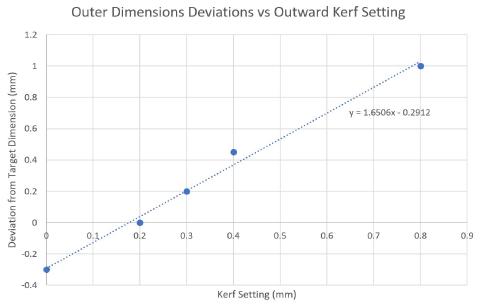 Outer Dimensions Deviations vs Outward Kerf Setting
Deviation from Target Dimension (mm)
1.2
1
0.8
0.6
0.4
0.2
0
-0.2
-0.4
y = 1.6506x - 0.2912
0 0.1 0.2 0.3 0.4 0.5 0.6 0.7 0.8 0.9
Kerf Setting (mm)